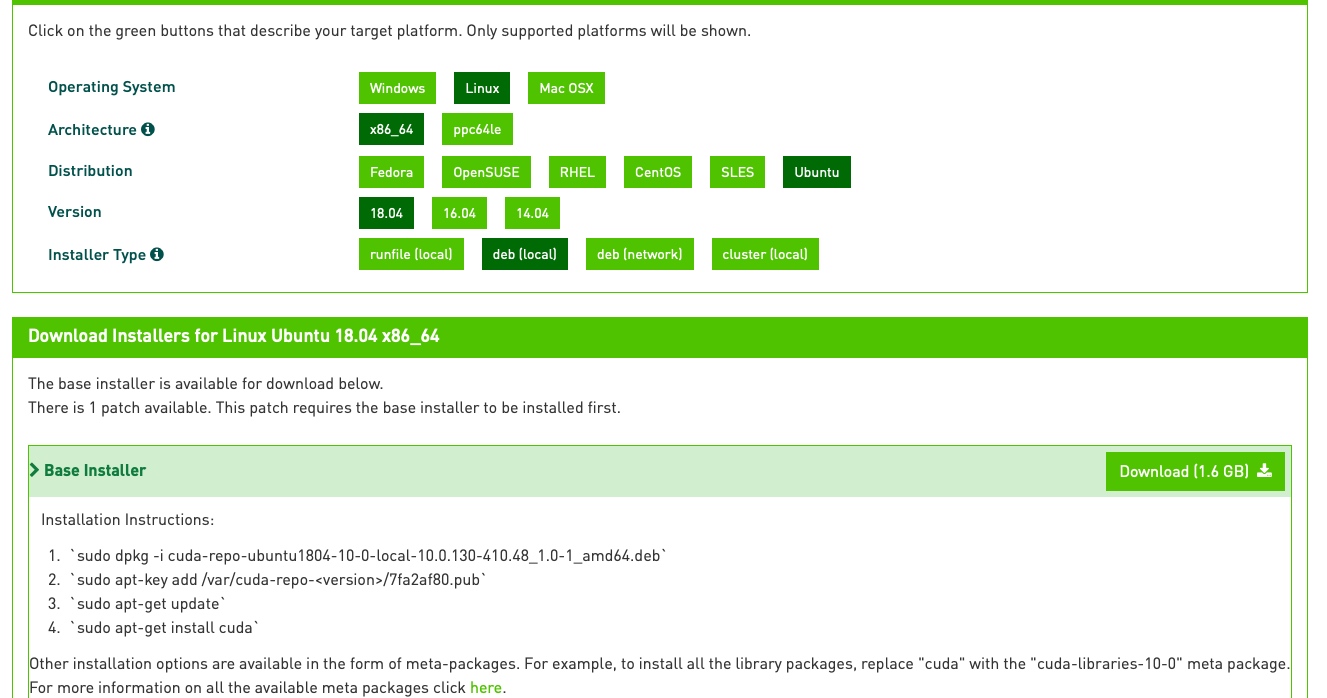 Click on the green buttons that describe your target platform. Only supported platforms will be shown.
Operating System Windows Linux Mac OSX
Architecture x86_64 ppc64le
Distribution Fedora OpenSUSE RHEL CentOS SLES Ubuntu
Version 18.04 16.04 14.04
Installer Type runfile (local) deb (local) deb (network) cluster (local)
Download Installers for Linux Ubuntu 18.04 x86_64
The base installer is available for download below.
There is 1 patch available. This patch requires the base installer to be installed first.
Base Installer Download (1.6 GB)
Installation Instructions:
1. `sudo dpkg -i cuda-repo-ubuntu1804-10-0-local-10.0.130-410.48_1.0-1_amd64.deb`
2. `sudo apt-key add /var/cuda-repo-<version>/7fa2af80.pub`
3. `sudo apt-get update`
4. `sudo apt-get install cuda`
Other installation options are available in the form of meta-packages. For example, to install all the library packages, replace "cuda" with the "cuda-libraries-10-0" meta package.
For more information on all the available meta packages click here.